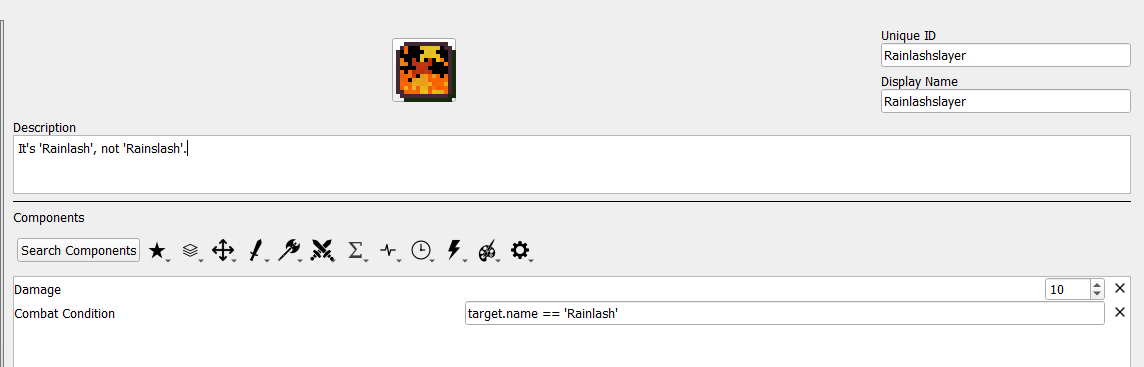 Unique ID
Rainlashslayer
Display Name
Rainlashslayer
Description
It's 'Rainlash', not 'Rainslash'.
Components
Search Components
Damage
10
Combat Condition
target.name == 'Rainlash'